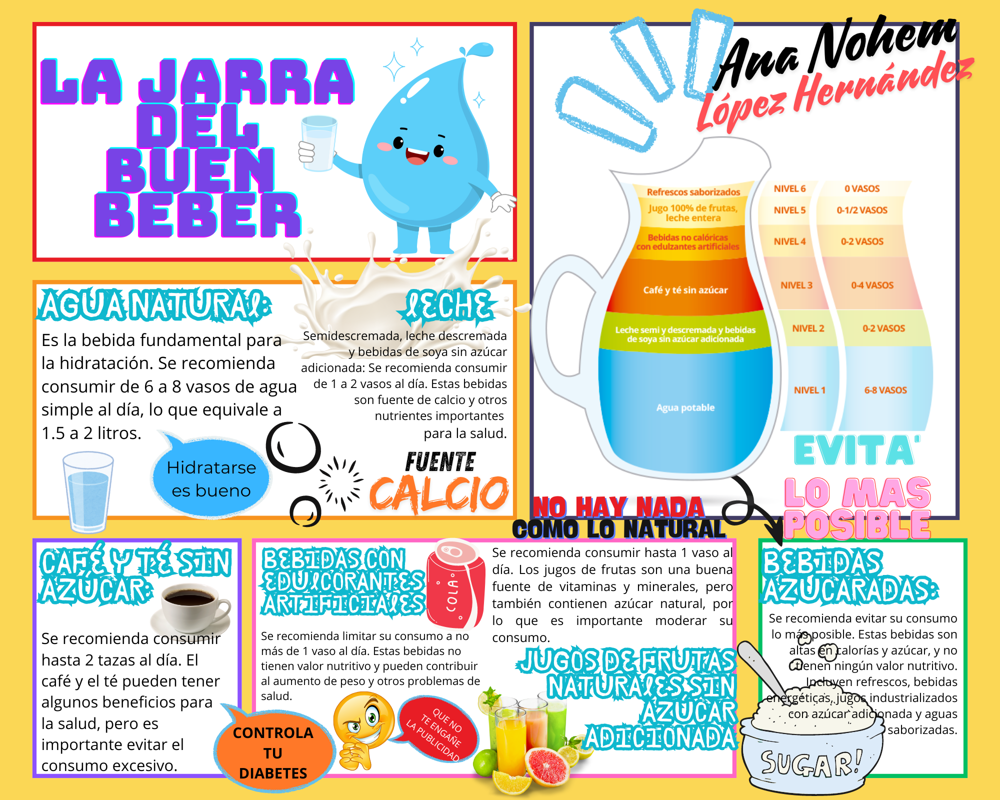 LA JARRA
DEL
BUEN
BEBER
Ana Nohem
López Hernández
Refrescos saborizados
NIVEL 6
0 VASOS
Jugo 100% de frutas,
leche entera
NIVEL 5
0-1/2 VASOS
Bebidas no calóricas
con edulzantes artificiales
NIVEL 4
0-2 VASOS
Café y té sin azúcar
NIVEL 3
0-4 VASOS
Leche semi y descremada y bebidas
de soya sin azúcar adicionada
NIVEL 2
0-2 VASOS
Agua potable
NIVEL 1
6-8 VASOS
EVITA'
LO MAS
POSIBLE
NO HAY NADA
COMO LO NATURAL
AGUA NATURAL:
Es la bebida fundamental para
la hidratación. Se recomienda
consumir de 6 a 8 vasos de agua
simple al día, lo que equivale a
1.5 a 2 litros.
Hidratarse
es bueno
LECHE
Semidescremada, leche descremada
y bebidas de soya sin azúcar
adicionada: Se recomienda consumir
de 1 a 2 vasos al día. Estas bebidas
son fuente de calcio y otros
nutrientes importantes
para la salud.
FUENTE
CALCIO
CAFÉ Y TÉ SIN
AZÚCAR:
Se recomienda consumir
hasta 2 tazas al día. El
café y el té pueden tener
algunos beneficios para
la salud, pero es
importante evitar el
consumo excesivo.
CONTROLA
TU
DIABETES
BEBIDAS CON
EDULCORANTES
ARTIFICIALES
COLA
Se recomienda limitar su consumo a no
más de 1 vaso al día. Estas bebidas no
tienen valor nutritivo y pueden contribuir
al aumento de peso y otros problemas de
salud.
QUE NO
TE ENGAÑE
LA PUBLICIDAD
Se recomienda consumir hasta 1 vaso al
día. Los jugos de frutas son una buena
fuente de vitaminas y minerales, pero
también contienen azúcar natural, por
lo que es importante moderar su
consumo.
JUGOS DE FRUTAS
NATURALES SIN
AZÚCAR
ADICIONADA
BEBIDAS
AZUCARADAS:
Se recomienda evitar su consumo
lo más posible. Estas bebidas son
altas en calorías y azúcar, y no
tienen ningún valor nutritivo.
Incluyen refrescos, bebidas
energéticas, jugos industrializados
con azúcar adicionada y aguas
saborizadas.
SUGAR!